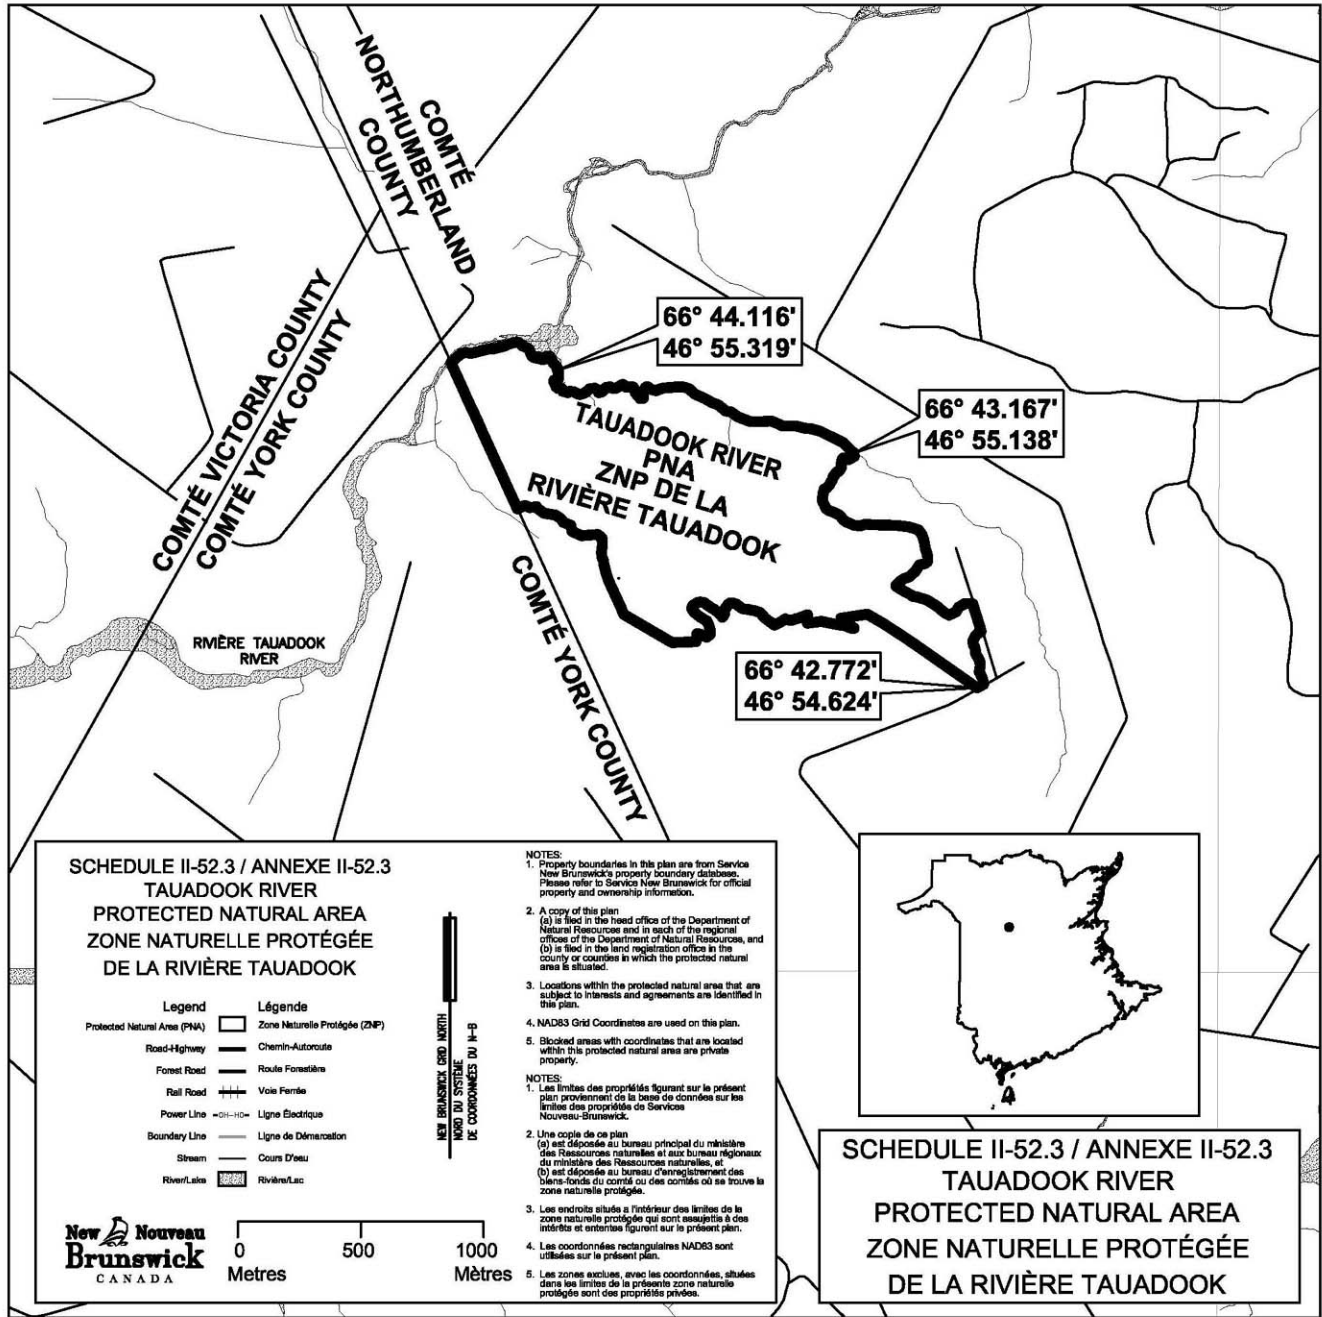 COMTÉ
NORTHUMBERLAND
COUNTY
COMTÉ VICTORIA COUNTY
COMTÉ YORK COUNTY
66° 44.116'
46° 55.319'
66° 43.167'
46° 55.138'
TAUADOOK RIVER
PNA
ZNP DE LA
RIVIÈRE TAUADOOK
COMTÉ YORK COUNTY
RIVIÈRE TAUADOOK
RIVER
66° 42.772'
46° 54.624'
SCHEDULE II-52.3 / ANNEXE II-52.3
TAUADOOK RIVER
PROTECTED NATURAL AREA
ZONE NATURELLE PROTÉGÉE
DE LA RIVIÈRE TAUADOOK
Legend Légende
Protected Natural Area (PNA) Zone Naturelle Protégée (ZNP)
Road-Highway Chemin-Autoroute
Forest Road Route Forestière
Rail Road Voie Ferrée
Power Line -OH-HD- Ligne Électrique
Boundary Line Ligne de Démarcation
Stream Cours D'eau
River/Lake Rivière/Lac
NEW BRUNSWICK GRID NORTH
NORD DU SYSTÈME
DE COORDONNÉES DU N-B
New Nouveau
Brunswick
CANADA
0 500 1000
Metres Mètres
NOTES:
1. Property boundaries in this plan are from Service
New Brunswick's property boundary database.
Please refer to Service New Brunswick for official
property and ownership information.
2. A copy of this plan
(a) is filed in the head office of the Department of
Natural Resources and in each of the regional
offices of the Department of Natural Resources, and
(b) is filed in the land registration office in the
county or counties in which the protected natural
area is situated.
3. Locations within the protected natural area that are
subject to interests and agreements are identified in
this plan.
4. NAD83 Grid Coordinates are used on this plan.
5. Blocked areas with coordinates that are located
within this protected natural area are private
property.
NOTES:
1. Les limites des propriétés figurant sur le présent
plan proviennent de la base de données sur les
limites des propriétés de Services
Nouveau-Brunswick.
2. Une copie de ce plan
(a) est déposée au bureau principal du ministère
des Ressources naturelles et aux bureau régionaux
du ministère des Ressources naturelles, et
(b) est déposée au bureau d'enregistrement des
biens-fonds du comté ou des comtés où se trouve la
zone naturelle protégée.
3. Les endroits situés a l'intérieur des limites de la
zone naturelle protégée qui sont assujettis à des
intérêts et ententes figurent sur le présent plan.
4. Les coordonnées rectangulaires NAD83 sont
utilisées sur le présent plan.
5. Les zones exclues, avec les coordonnées, situées
dans les limites de la présente zone naturelle
protégée sont des propriétés privées.
SCHEDULE II-52.3 / ANNEXE II-52.3
TAUADOOK RIVER
PROTECTED NATURAL AREA
ZONE NATURELLE PROTÉGÉE
DE LA RIVIÈRE TAUADOOK